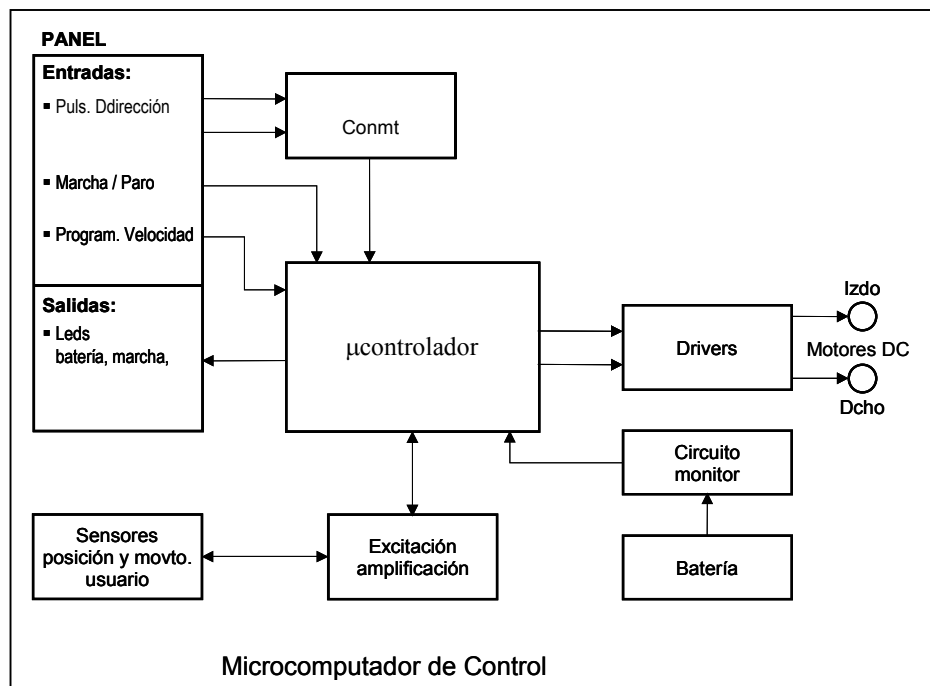 PANEL
Entradas:
▪ Puls. Ddirección
▪ Marcha / Paro
▪ Program. Velocidad
Salidas:
▪ Leds
batería, marcha,
Conmt
μcontrolador
Drivers
Izdo
Motores DC
Dcho
Circuito
monitor
Batería
Excitación
amplificación
Sensores
posición y movto.
usuario
Microcomputador de Control